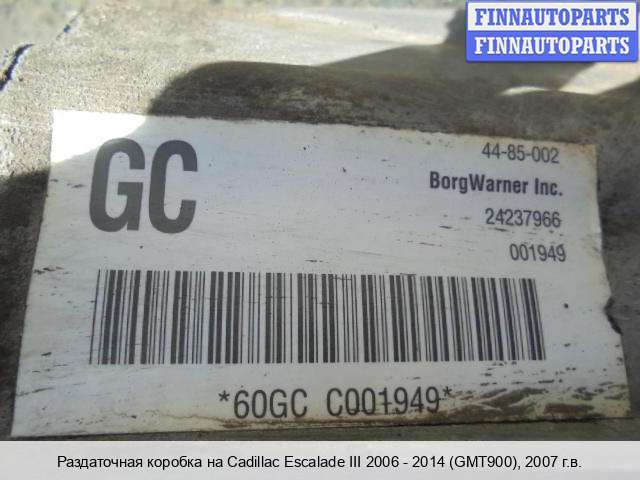 FINNAUTOPARTS
FINNAUTOPARTS
GC
44-85-002
BorgWarner Inc.
24237966
001949
*60GC C001949*
Раздаточная коробка на Cadillac Escalade III 2006 - 2014 (GMT900), 2007 г.в.